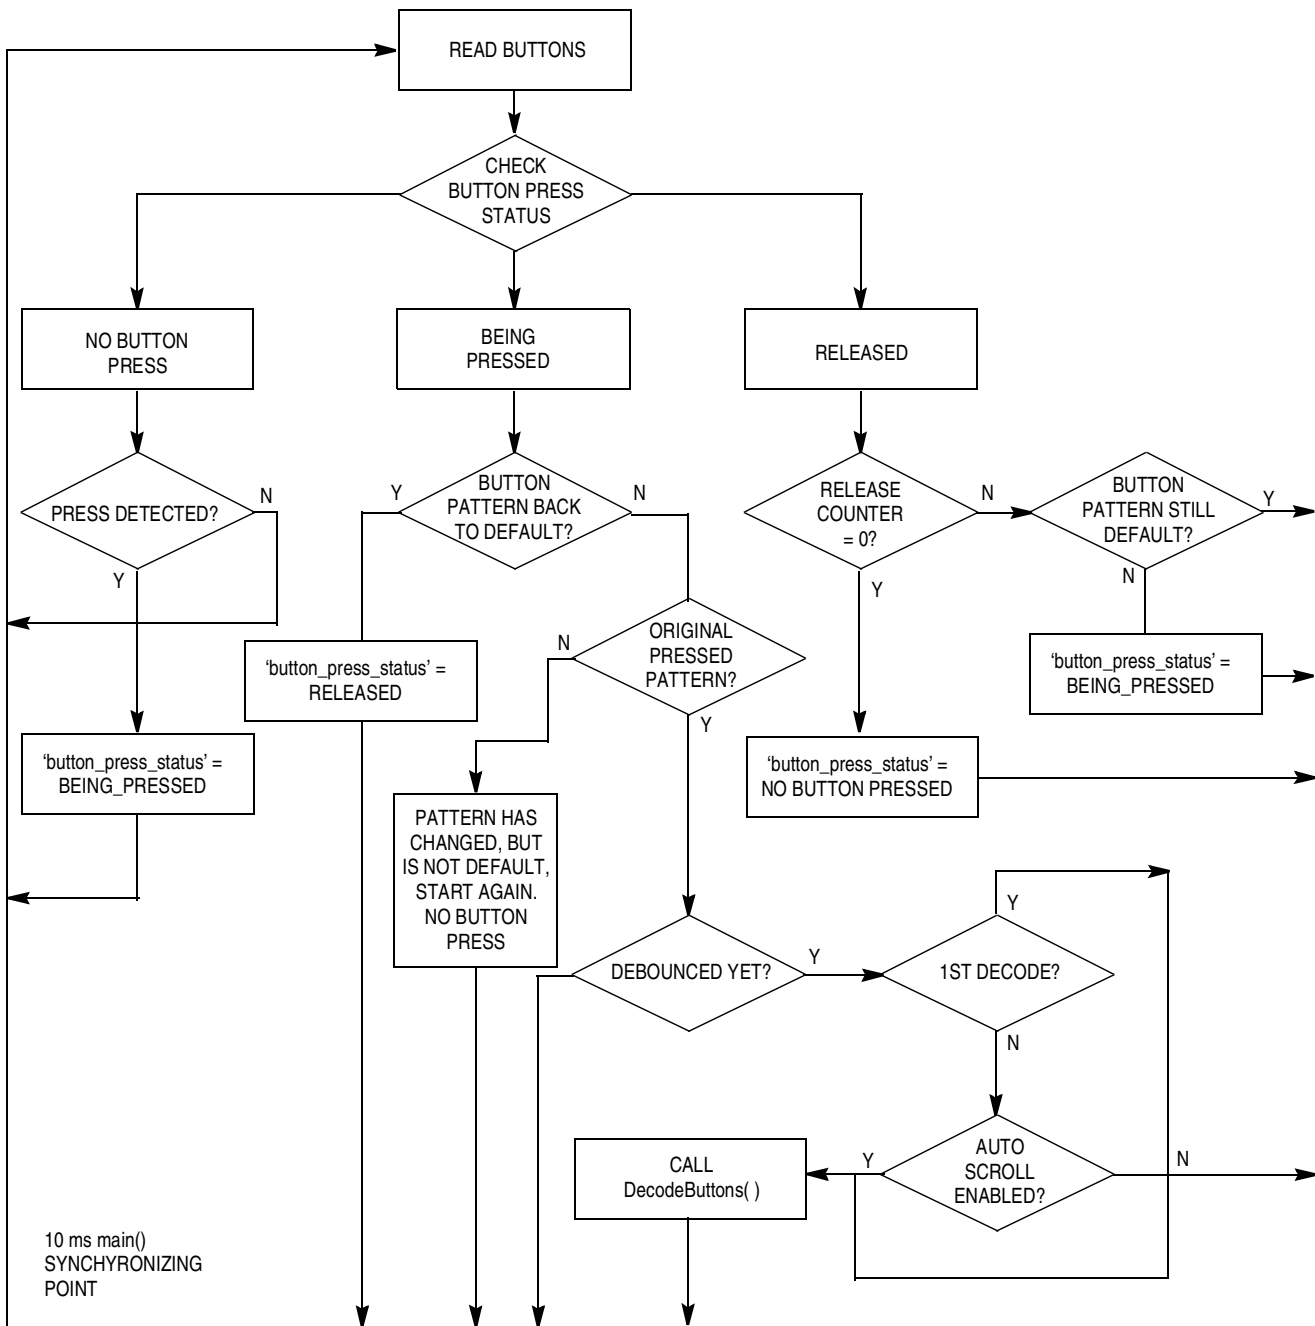 READ BUTTONS
CHECK
BUTTON PRESS
STATUS
NO BUTTON
PRESS
BEING
PRESSED
RELEASED
PRESS DETECTED?
N
Y
Y
BUTTON
PATTERN BACK
TO DEFAULT?
N
RELEASE
COUNTER
= 0?
N
Y
BUTTON
PATTERN STILL
DEFAULT?
Y
N
'button_press_status' =
RELEASED
N
ORIGINAL
PRESSED
PATTERN?
Y
'button_press_status' =
BEING_PRESSED
'button_press_status' =
BEING_PRESSED
'button_press_status' =
NO BUTTON PRESSED
PATTERN HAS
CHANGED, BUT
IS NOT DEFAULT,
START AGAIN.
NO BUTTON
PRESS
DEBOUNCED YET?
Y
1ST DECODE?
Y
N
CALL
DecodeButtons( )
Y
AUTO
SCROLL
ENABLED?
N
10 ms main()
SYNCHYRONIZING
POINT